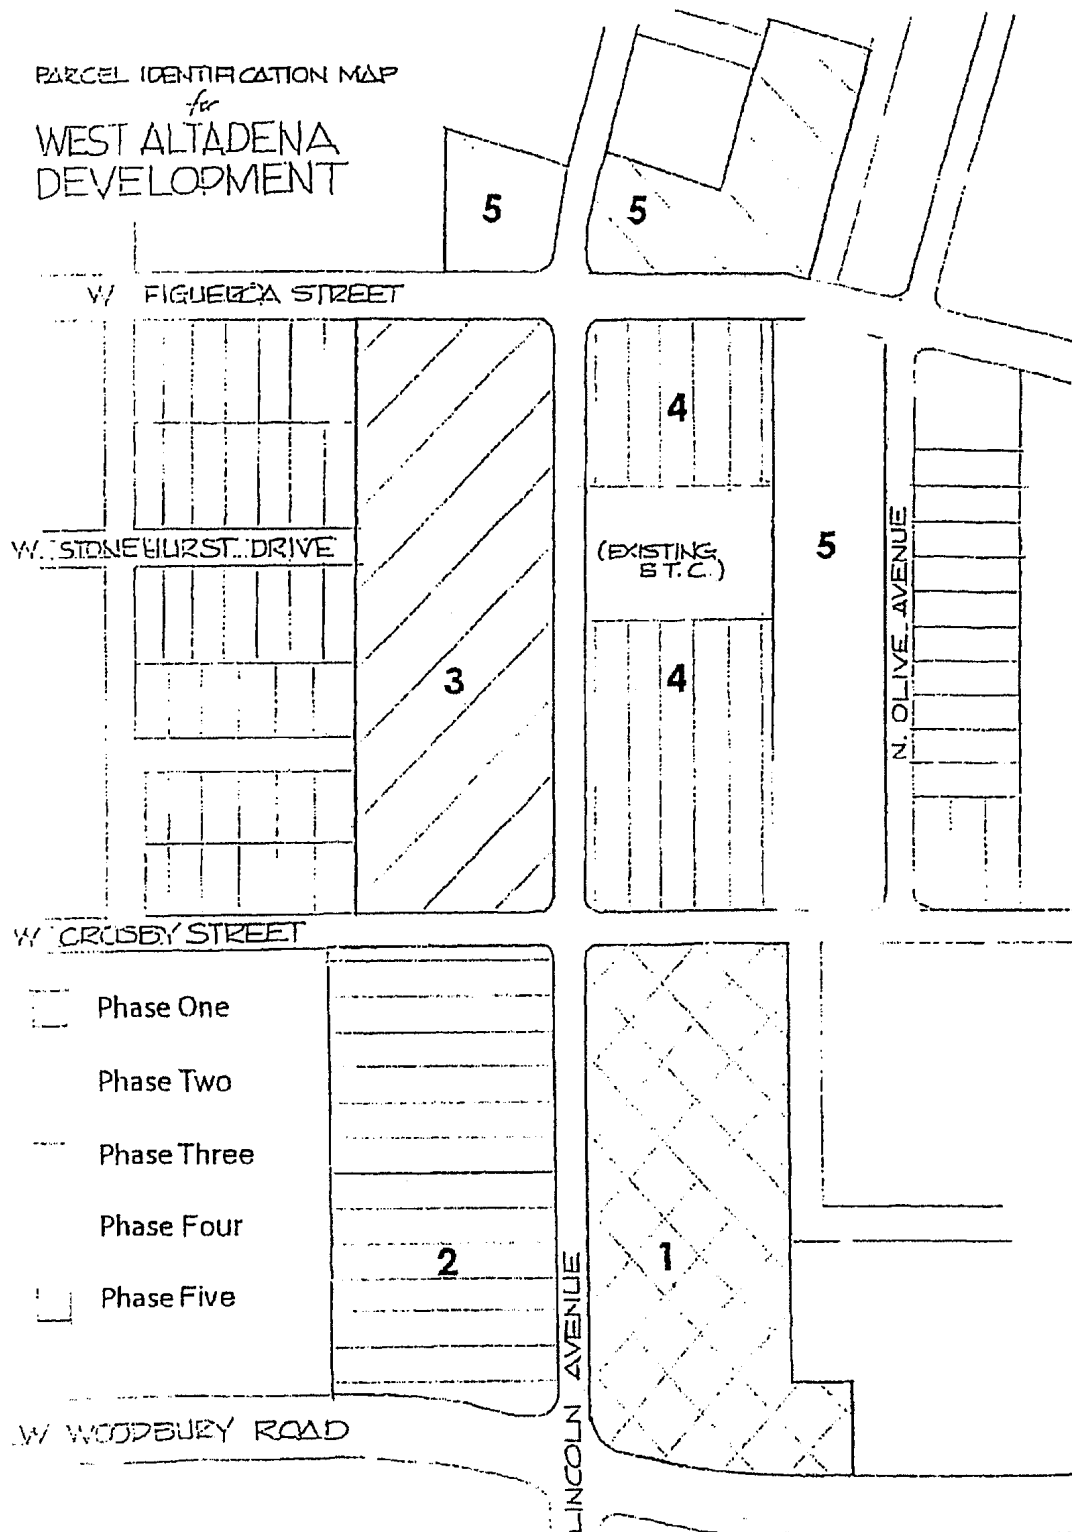 PARCEL IDENTIFICATION MAP
for
WEST ALTADENA
DEVELOPMENT
5
5
W FIGUEROA STREET
4
W. STONEHURST DRIVE
(EXISTING
S T.C.)
5
N. OLIVE AVENUE
3
4
W CROSBY STREET
Phase One
Phase Two
Phase Three
Phase Four
Phase Five
2
1
LINCOLN AVENUE
W WOODBURY ROAD